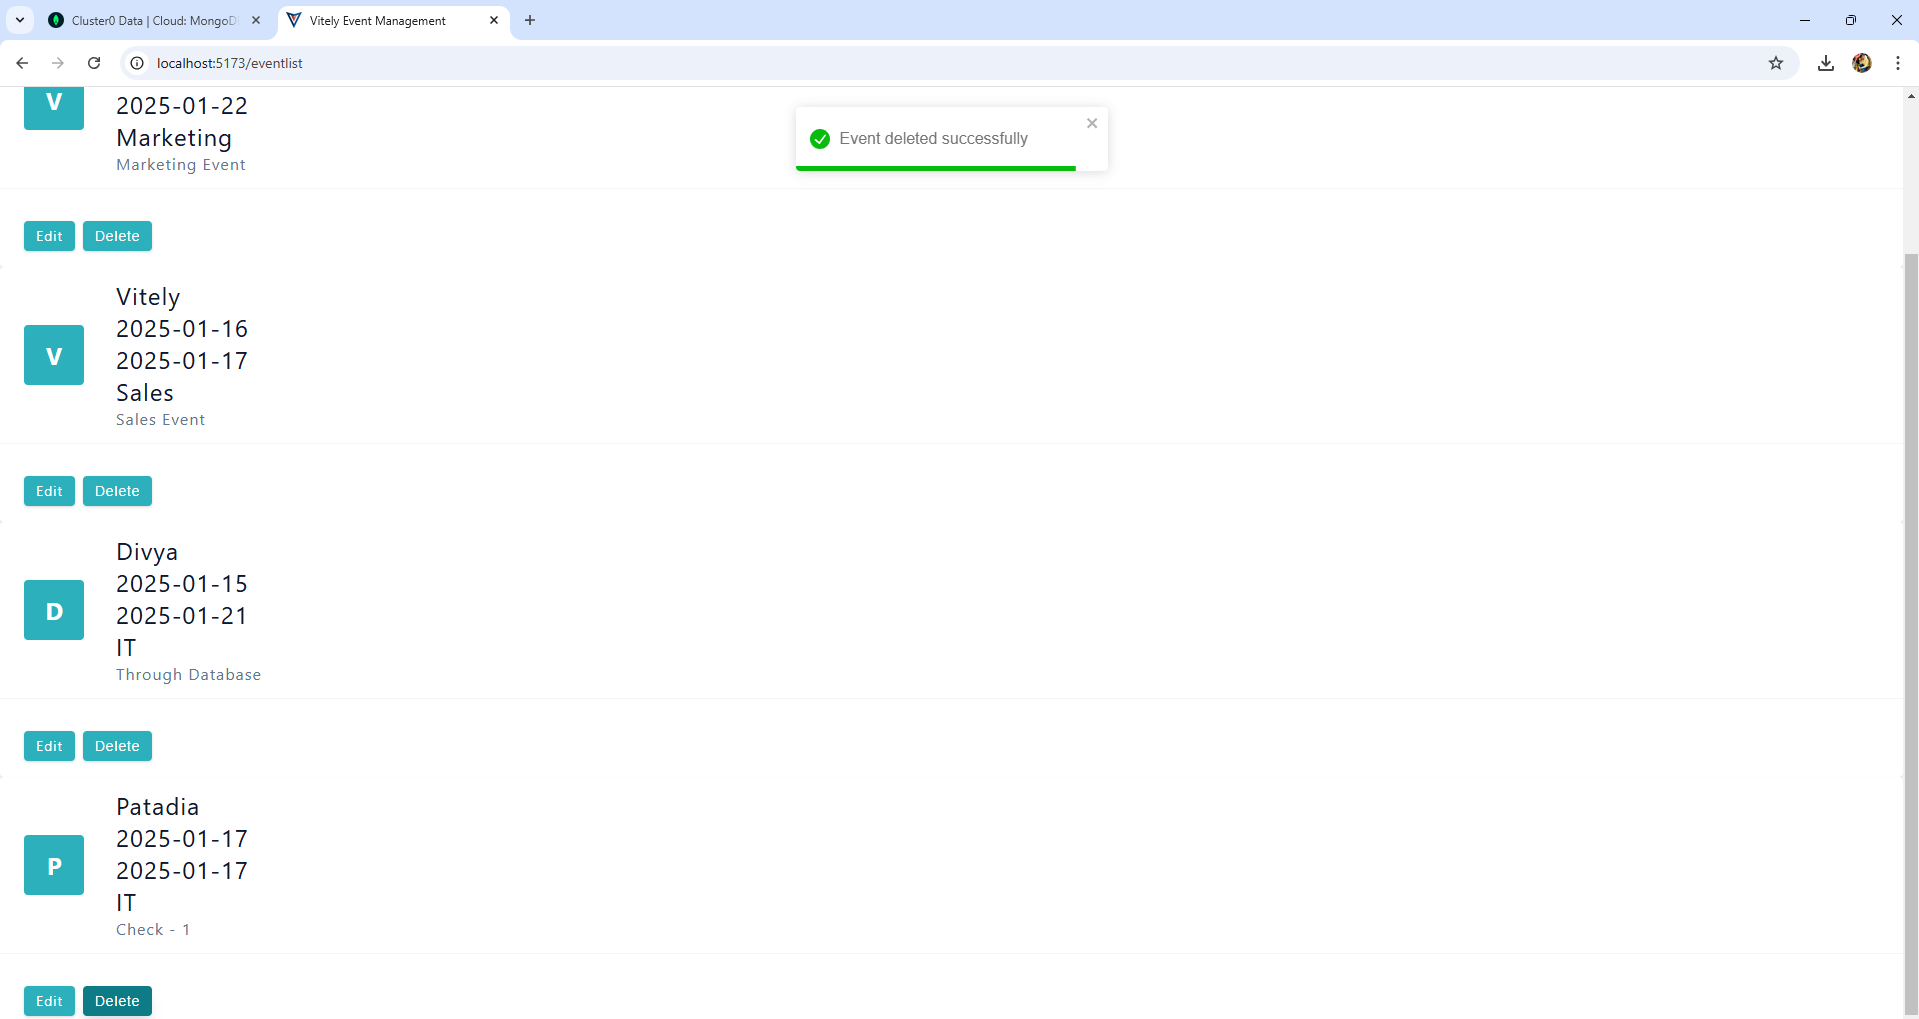 Cluster0 Data | Cloud: MongoD
Vitely Event Management
localhost:5173/eventlist
Event deleted successfully
V
2025-01-22
Marketing
Marketing Event
Edit
Delete
V
Vitely
2025-01-16
2025-01-17
Sales
Sales Event
Edit
Delete
D
Divya
2025-01-15
2025-01-21
IT
Through Database
Edit
Delete
P
Patadia
2025-01-17
2025-01-17
IT
Check - 1
Edit
Delete